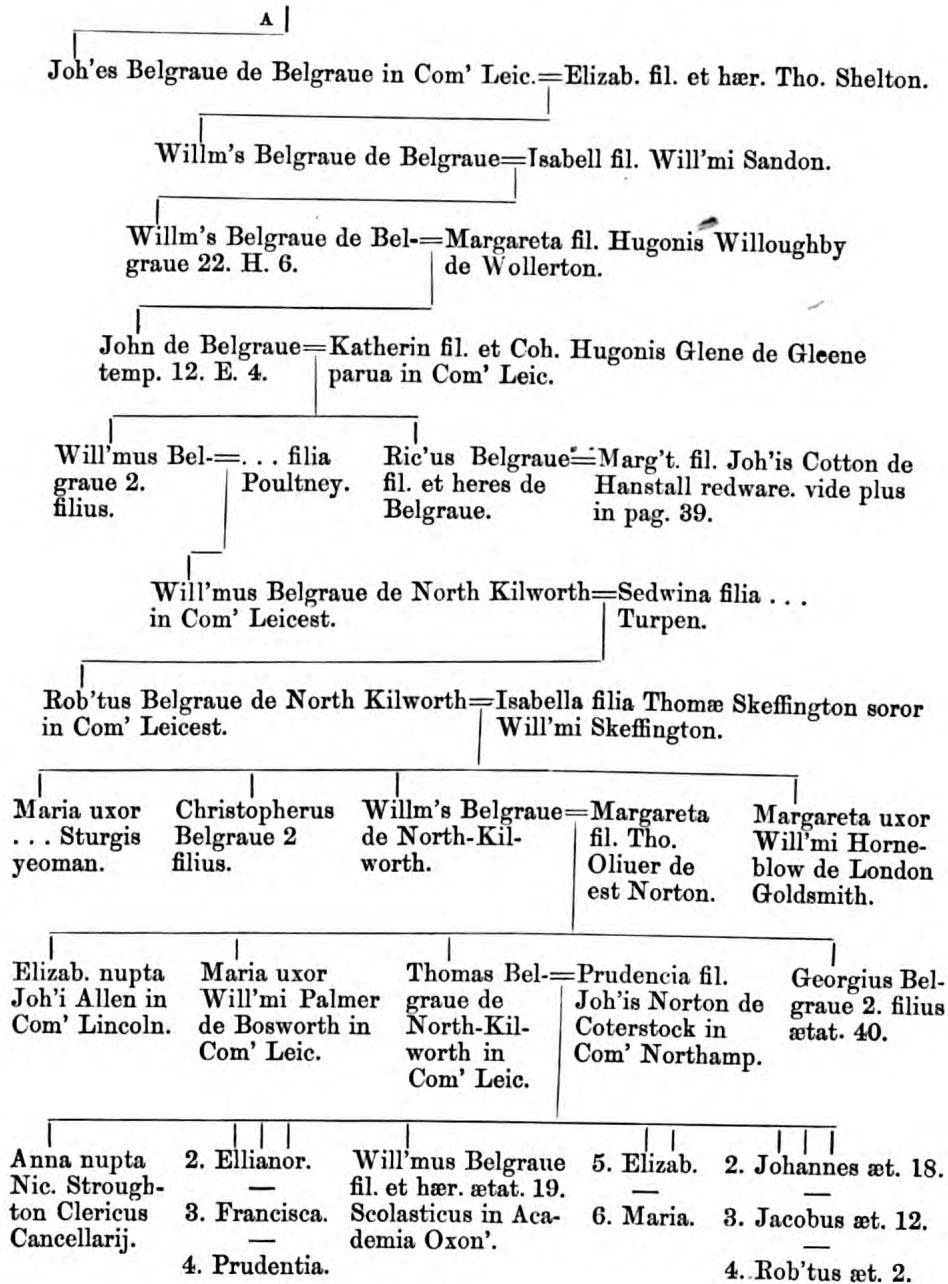 A
Joh'es Belgraue de Belgraue in Com' Leic.=Elizab. fil. et hær. Tho. Shelton.
Willm's Belgraue de Belgraue=Isabell fil. Will'mi Sandon.
Willm's Belgraue de Bel-=Margareta fil. Hugonis Willoughby
graue 22. H. 6.
de Wollerton.
John de Belgraue=Katherin fil. et Coh. Hugonis Glene de Gleene
temp. 12. E. 4.
parua in Com' Leic.
Will'mus Bel-=. . . filia
graue 2.
Poultney.
filius.
Ric'us Belgraue=Marg't. fil. Joh'is Cotton de
fil. et heres de
Hanstall redware. vide plus
Belgraue.
in pag. 39.
Will'mus Belgraue de North Kilworth=Sedwina filia . . .
in Com' Leicest.
Turpen.
Rob'tus Belgraue de North Kilworth=Isabella filia Thomæ Skeffington soror
in Com' Leicest.
Will'mi Skeffington.
Maria uxor
. . . Sturgis
yeoman.
Christopherus
Belgraue 2
filius.
Willm's Belgraue=
de North-Kil-
worth.
Margareta
fil. Tho.
Oliuer de
est Norton.
Margareta uxor
Will'mi Horne-
blow de London
Goldsmith.
Elizab. nupta
Joh'i Allen in
Com' Lincoln.
Maria uxor
Will'mi Palmer
de Bosworth in
Com' Leic.
Thomas Bel-=
graue de
North-Kil-
worth in
Com' Leic.
Prudencia fil.
Joh'is Norton de
Coterstock in
Com' Northamp.
Georgius Bel-
graue 2. filius
ætat. 40.
Anna nupta
Nic. Strough-
ton Clericus
Cancellarij.
2. Ellianor.
—
3. Francisca.
—
4. Prudentia.
Will'mus Belgraue
fil. et hær. ætat. 19.
Scolasticus in Aca-
demia Oxon'.
5. Elizab.
—
6. Maria.
2. Johannes æt. 18.
—
3. Jacobus æt. 12.
—
4. Rob'tus æt. 2.